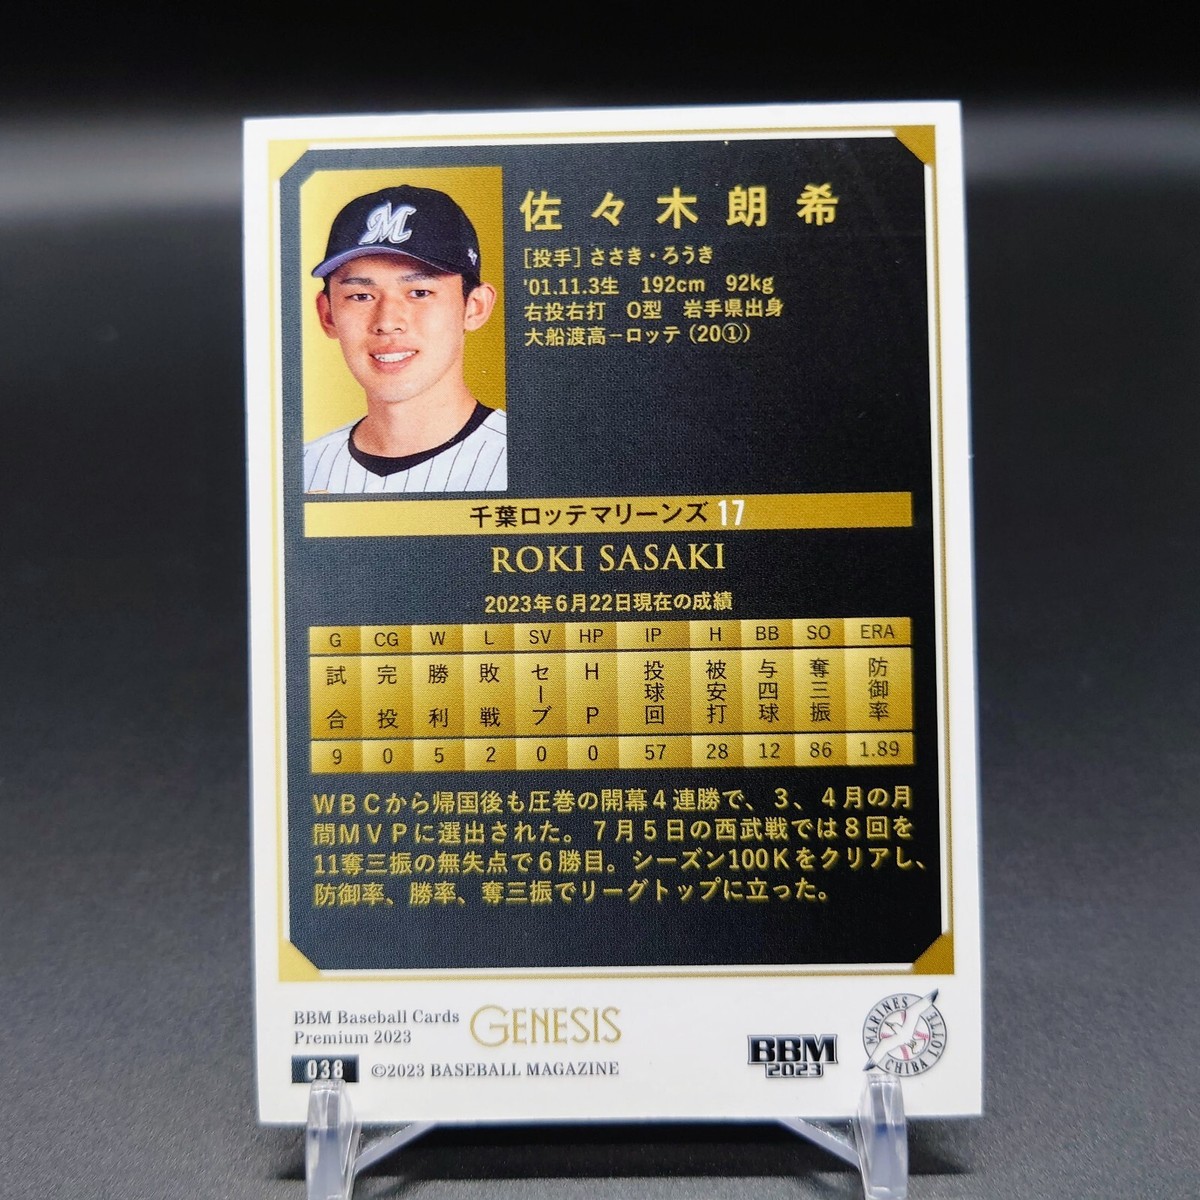 M
佐々木朗希
[投手] ささき・ろうき
'01.11.3生 192cm 92kg
右投右打 O型 岩手県出身
大船渡高－ロッテ (20①)
千葉ロッテマリーンズ 17
ROKI SASAKI
2023年6月22日現在の成績
G CG W L SV HP IP H BB SO ERA
試合 完投 勝利 敗戦 セーブ HP 投球回 被安打 与四球 奪三振 防御率
9 0 5 2 0 0 57 28 12 86 1.89
WBCから帰国後も圧巻の開幕4連勝で、3、4月の月
間MVPに選出された。7月5日の西武戦では8回を
11奪三振の無失点で6勝目。シーズン100Kをクリアし、
防御率、勝率、奪三振でリーグトップに立った。
BBM Baseball Cards
Premium 2023
GENESIS
038
©2023 BASEBALL MAGAZINE
BBM
2023
MARINES
CHIBA LOTTE